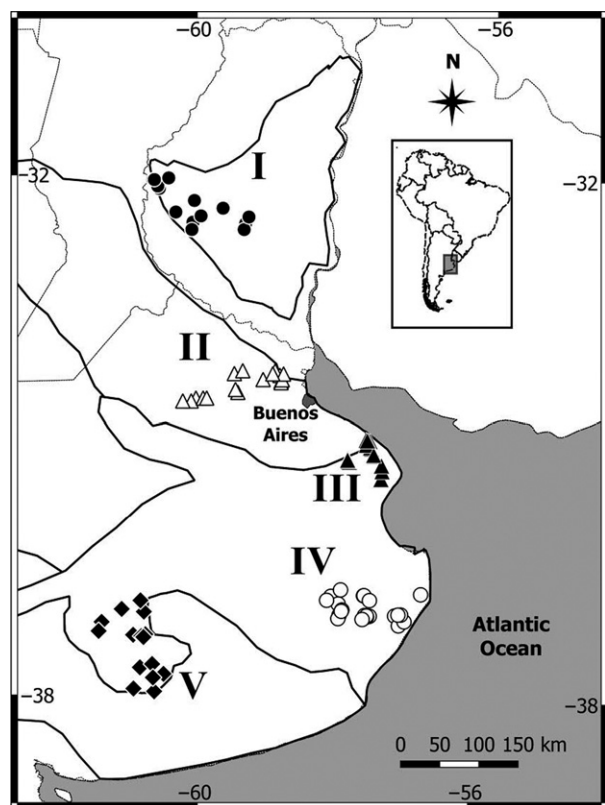 −60 −56
N
I
−32 −32
II
Buenos
Aires
III
IV
Atlantic
Ocean
V
−38 −38
0 50 100 150 km
−60 −56